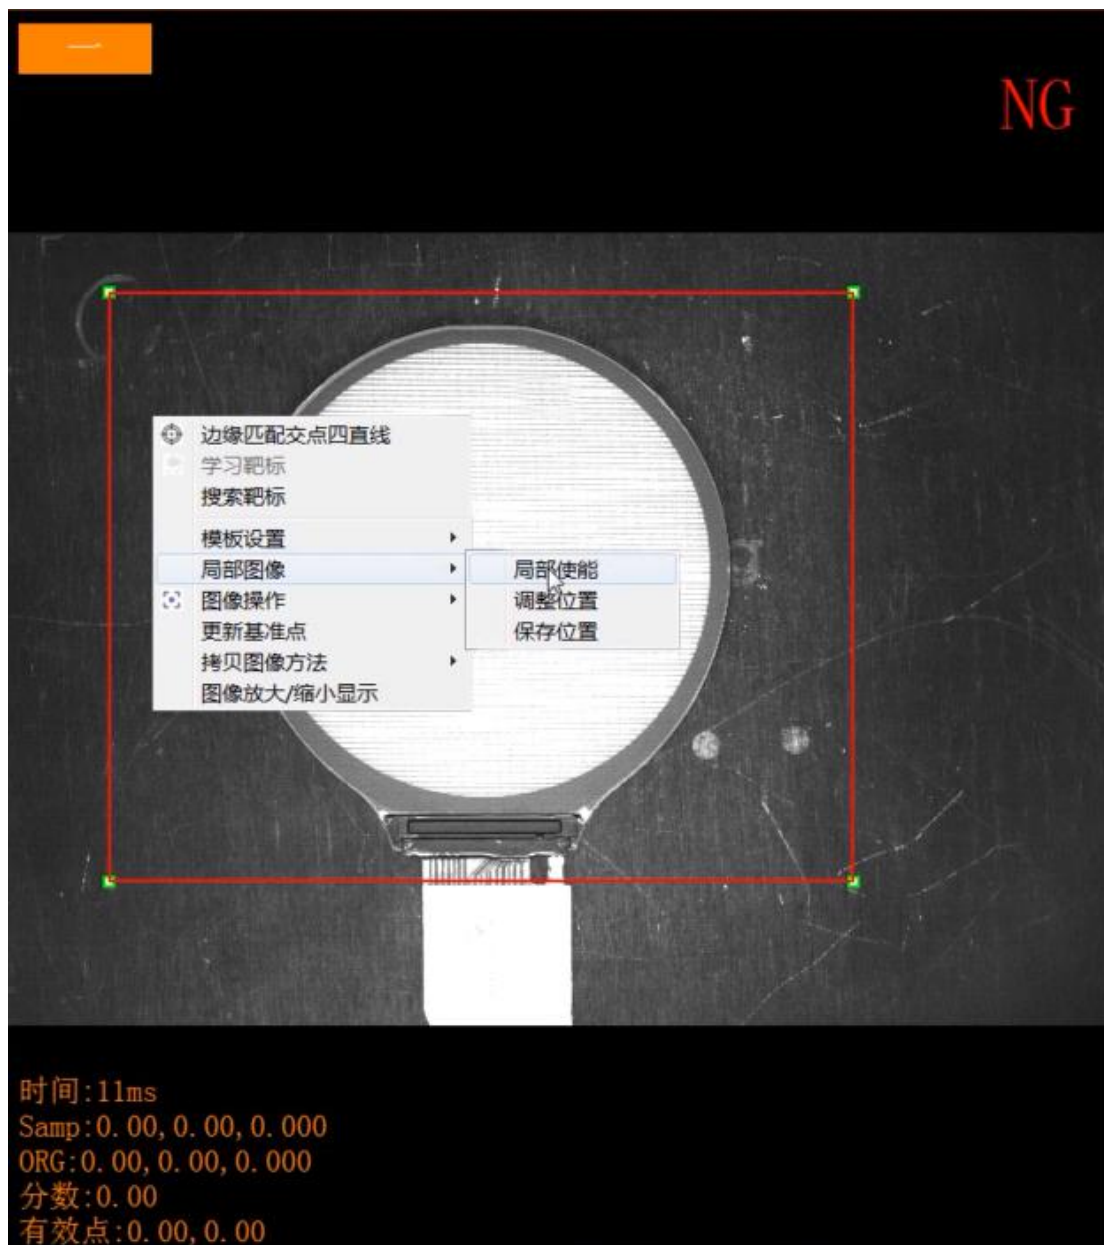 一
NG
边缘匹配交点四直线
学习靶标
搜索靶标
模板设置
局部图像
局部使能
图像操作
调整位置
更新基准点
保存位置
拷贝图像方法
图像放大/缩小显示
时间:11ms
Samp:0.00,0.00,0.000
ORG:0.00,0.00,0.000
分数:0.00
有效点:0.00,0.00